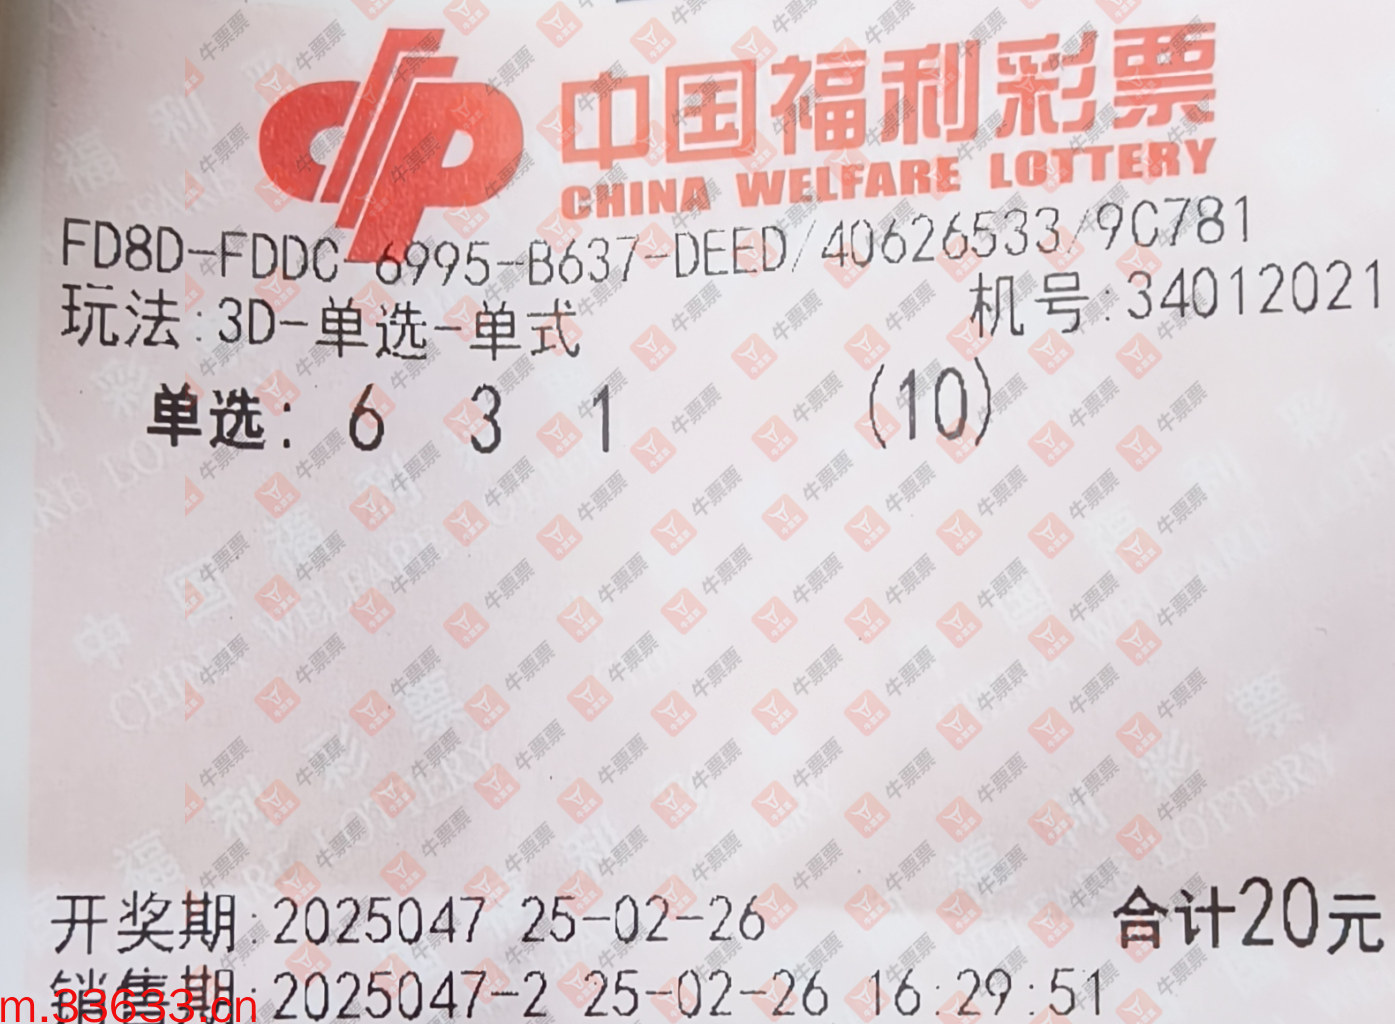 中国福利彩票
CHINA WELFARE LOTTERY
FD8D-FDDC-6995-B637-DEED/40626533/9C781
玩法:3D-单选-单式 机号:34012021
单选: 6 3 1 (10)
开奖期:2025047 25-02-26 合计20元
销售期:2025047-2 25-02-26 16:29:51
m.33633.cn
牛票票